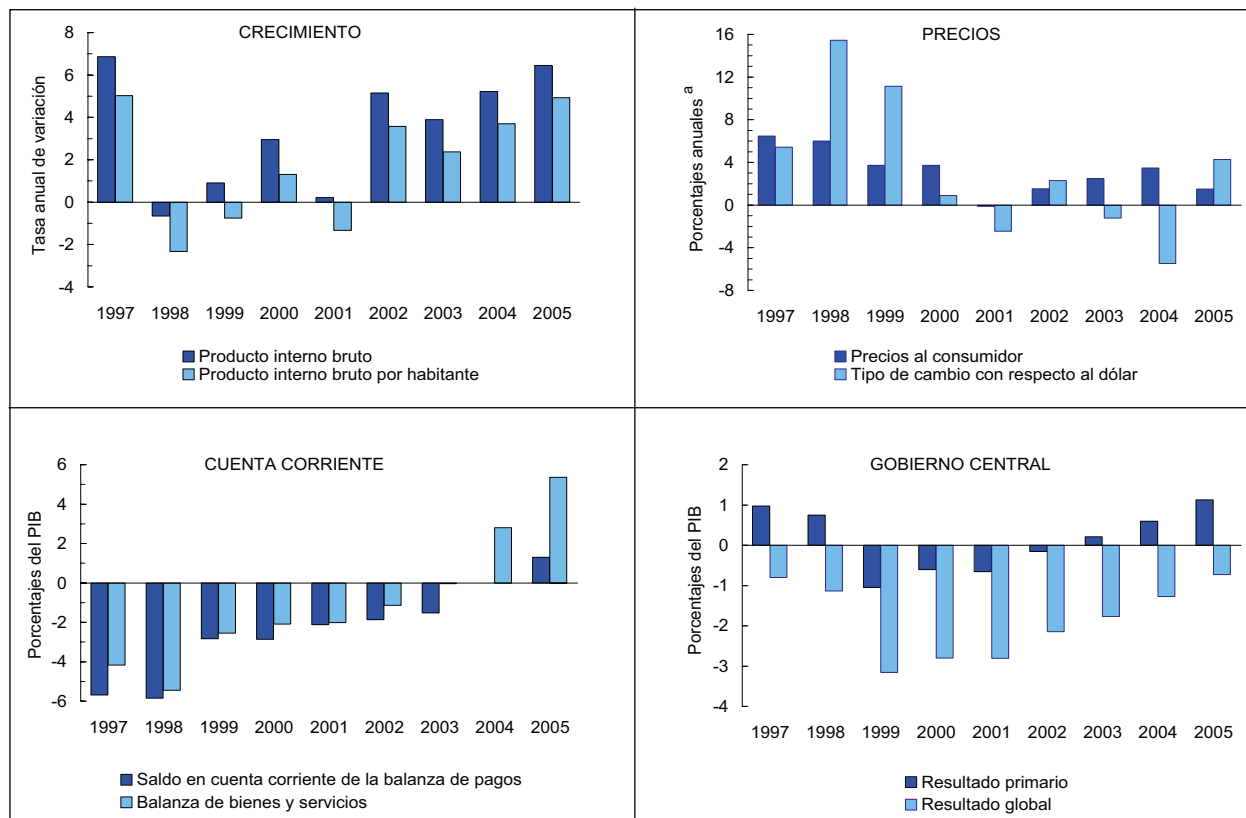 CRECIMIENTO
Tasa anual de variación
8
6
4
2
0
-2
-4
1997 1998 1999 2000 2001 2002 2003 2004 2005
Producto interno bruto
Producto interno bruto por habitante
PRECIOS
Porcentajes anuales a
16
12
8
4
0
-4
-8
1997 1998 1999 2000 2001 2002 2003 2004 2005
Precios al consumidor
Tipo de cambio con respecto al dólar
CUENTA CORRIENTE
Porcentajes del PIB
6
4
2
0
-2
-4
-6
1997 1998 1999 2000 2001 2002 2003 2004 2005
Saldo en cuenta corriente de la balanza de pagos
Balanza de bienes y servicios
GOBIERNO CENTRAL
Porcentajes del PIB
2
1
0
-1
-2
-3
-4
1997 1998 1999 2000 2001 2002 2003 2004 2005
Resultado primario
Resultado global